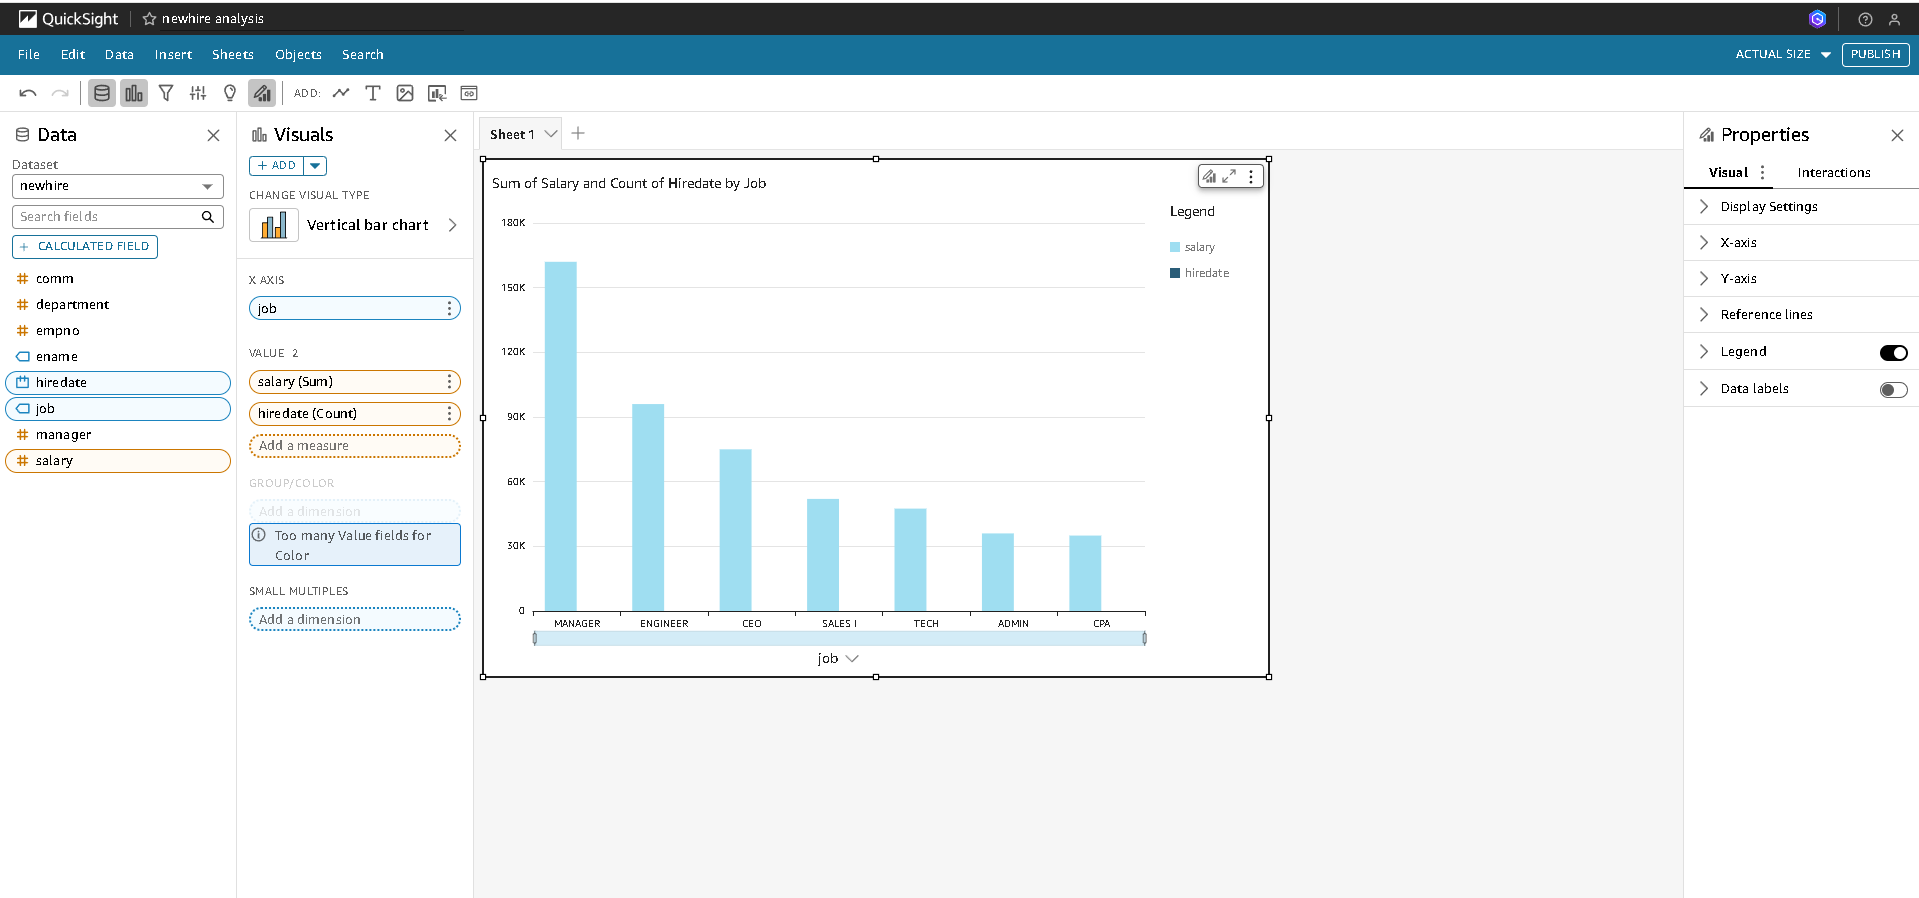 QuickSight
newhire analysis
File
Edit
Data
Insert
Sheets
Objects
Search
ACTUAL SIZE
PUBLISH
ADD:
Data
Dataset
newhire
Search fields
+ CALCULATED FIELD
comm
department
empno
ename
hiredate
job
manager
salary
Visuals
+ ADD
CHANGE VISUAL TYPE
Vertical bar chart
X AXIS
job
VALUE 2
salary (Sum)
hiredate (Count)
Add a measure
GROUP/COLOR
Add a dimension
Too many Value fields for
Color
SMALL MULTIPLES
Add a dimension
Sheet 1
Sum of Salary and Count of Hiredate by Job
180K
150K
120K
90K
60K
30K
0
MANAGER
ENGINEER
CEO
SALES I
TECH
ADMIN
CPA
job
Legend
salary
hiredate
Properties
Visual
Interactions
Display Settings
X-axis
Y-axis
Reference lines
Legend
Data labels